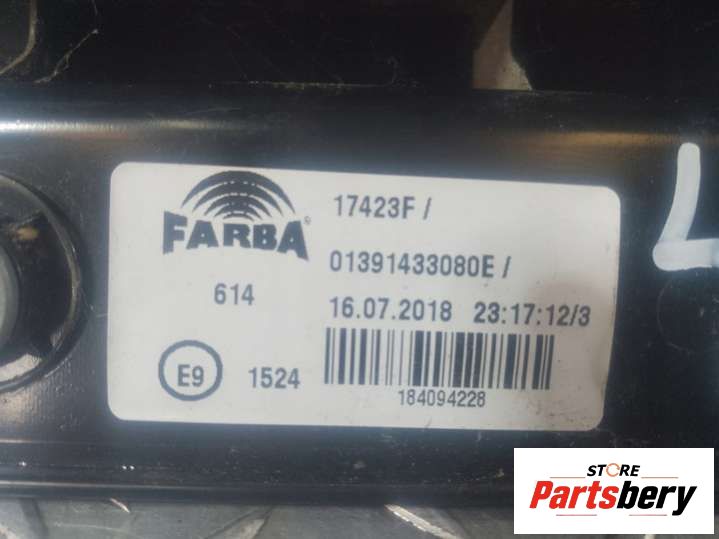 FARBA®
17423F /
01391433080E /
614
16.07.2018 23:17:12/3
E9
1524
184094228
L
STORE
Partsbery